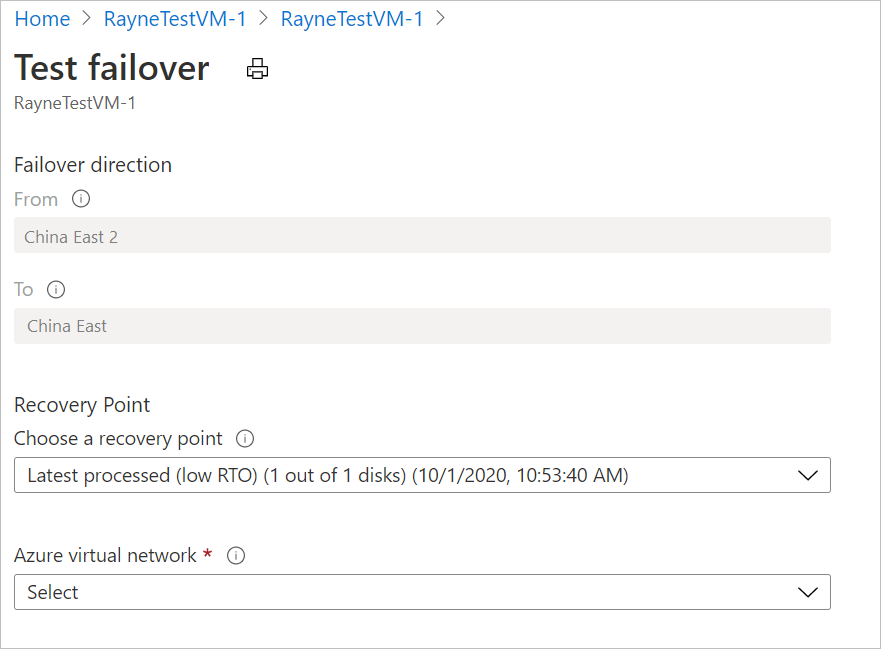 Home > RayneTestVM-1 > RayneTestVM-1 >
Test failover
RayneTestVM-1
Failover direction
From
China East 2
To
China East
Recovery Point
Choose a recovery point
Latest processed (low RTO) (1 out of 1 disks) (10/1/2020, 10:53:40 AM)
Azure virtual network *
Select